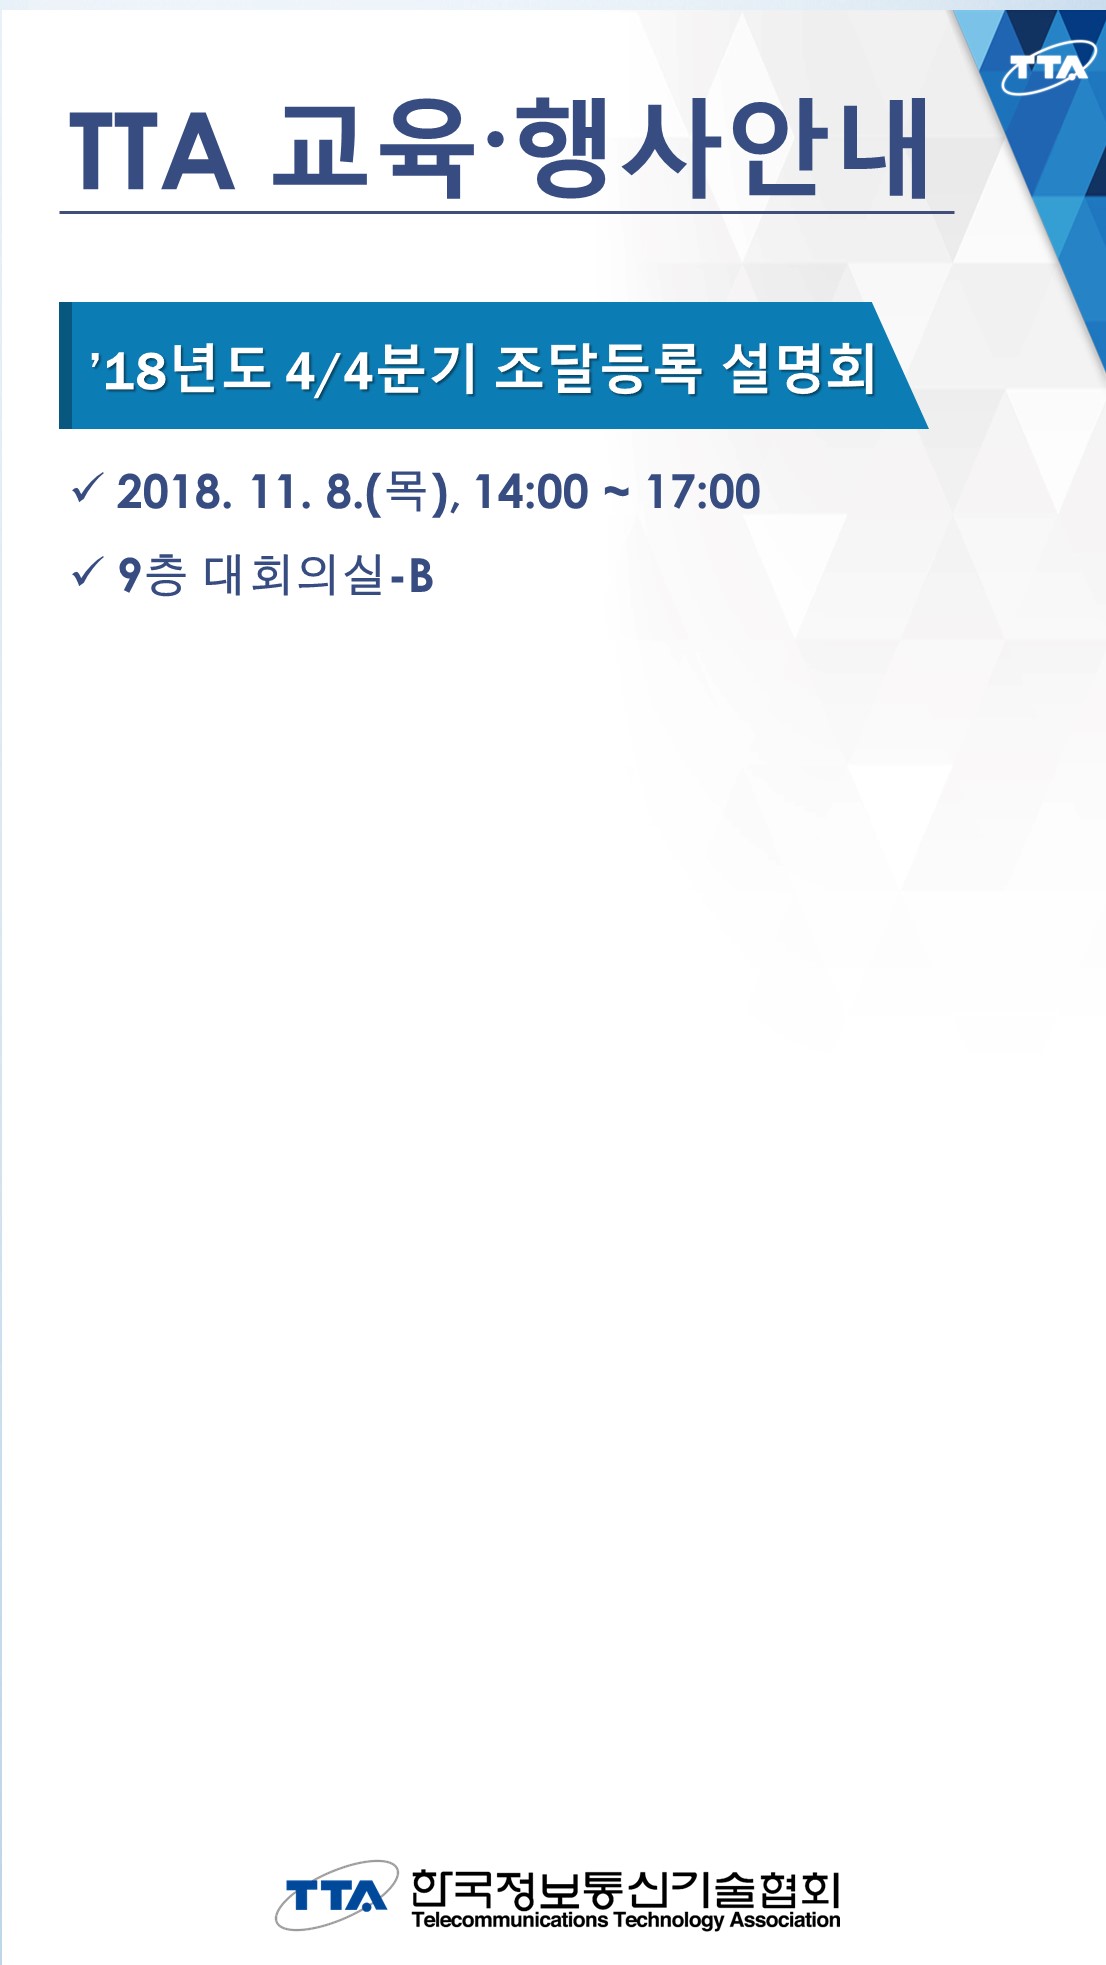 TTA
TTA 교육·행사안내
’18년도 4/4분기 조달등록 설명회
✓ 2018. 11. 8.(목), 14:00 ~ 17:00
✓ 9층 대회의실-B
TTA 한국정보통신기술협회
Telecommunications Technology Association